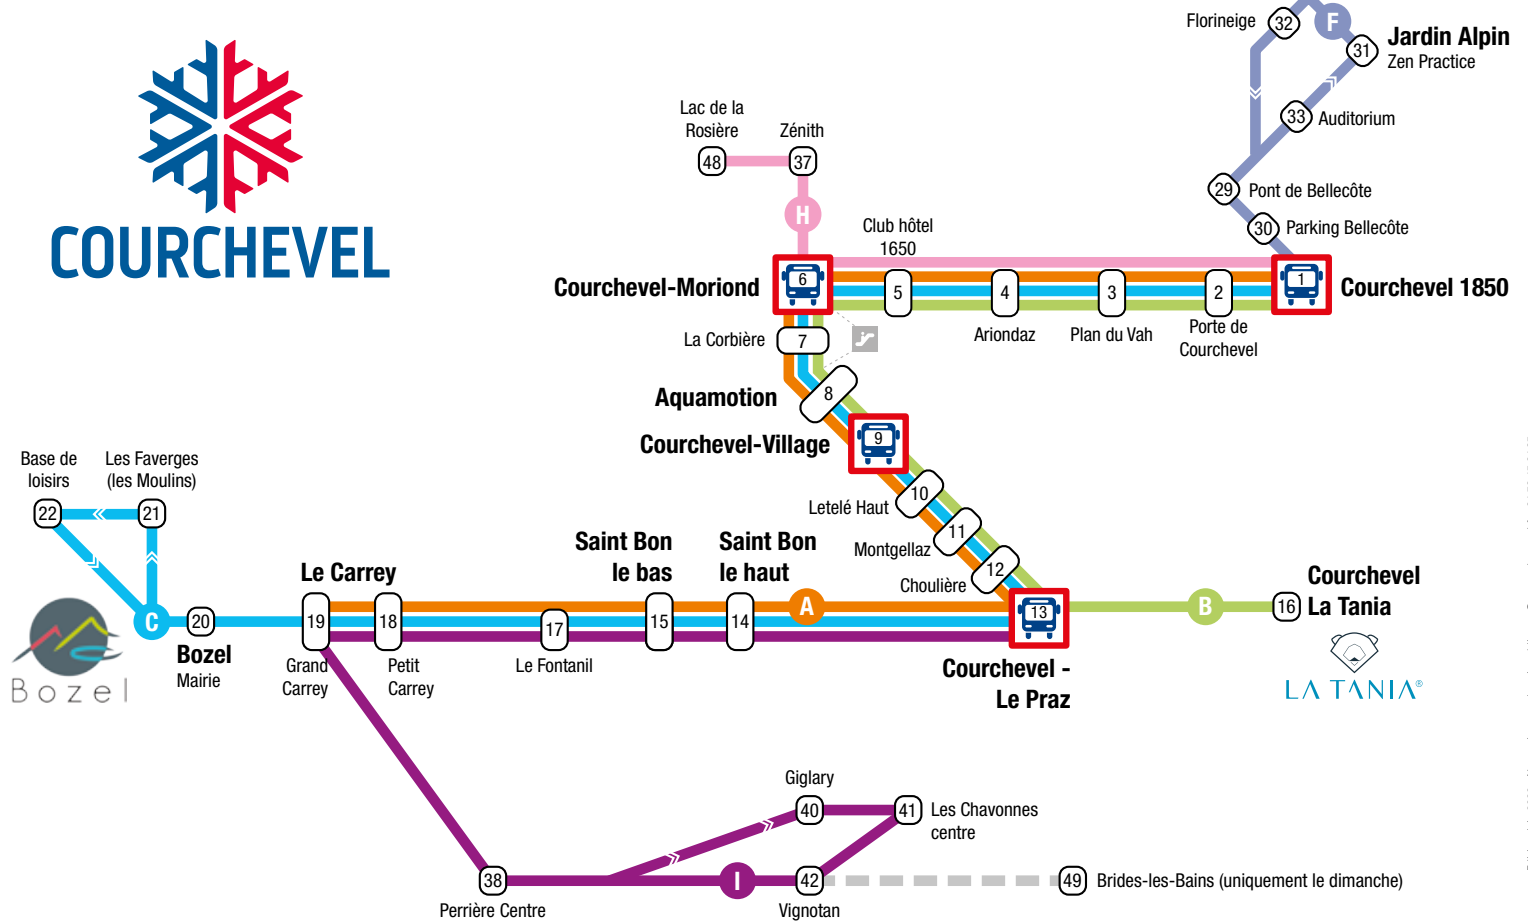 COURCHEVEL
Florineige
32
F
31
Jardin Alpin
Zen Practice
33
Auditorium
29
Pont de Bellecôte
30
Parking Bellecôte
Lac de la
Rosière
48
Zénith
37
H
Club hôtel
1650
Courchevel-Moriond
6
5
4
3
2
1
Courchevel 1850
Ariondaz
Plan du Vah
Porte de
Courchevel
La Corbière
7
Aquamotion
8
Courchevel-Village
9
Letelé Haut
10
Montgellaz
11
Choulière
12
Base de
loisirs
22
Les Faverges
(les Moulins)
21
C
20
Bozel
Mairie
Bozel
Le Carrey
19
Grand
Carrey
18
Petit
Carrey
17
Le Fontanil
Saint Bon
le bas
15
Saint Bon
le haut
14
A
13
Courchevel -
Le Praz
B
16
Courchevel
La Tania
LA TANIA®
Giglary
40
41
Les Chavonnes
centre
38
Perrière Centre
I
42
Vignotan
49
Brides-les-Bains (uniquement le dimanche)